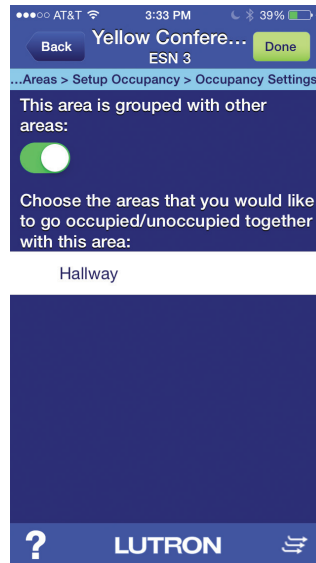 AT&T 3:33 PM 39%
Back Yellow Confere... Done
ESN 3
...Areas > Setup Occupancy > Occupancy Settings
This area is grouped with other
areas:
Choose the areas that you would like
to go occupied/unoccupied together
with this area:
Hallway
? LUTRON